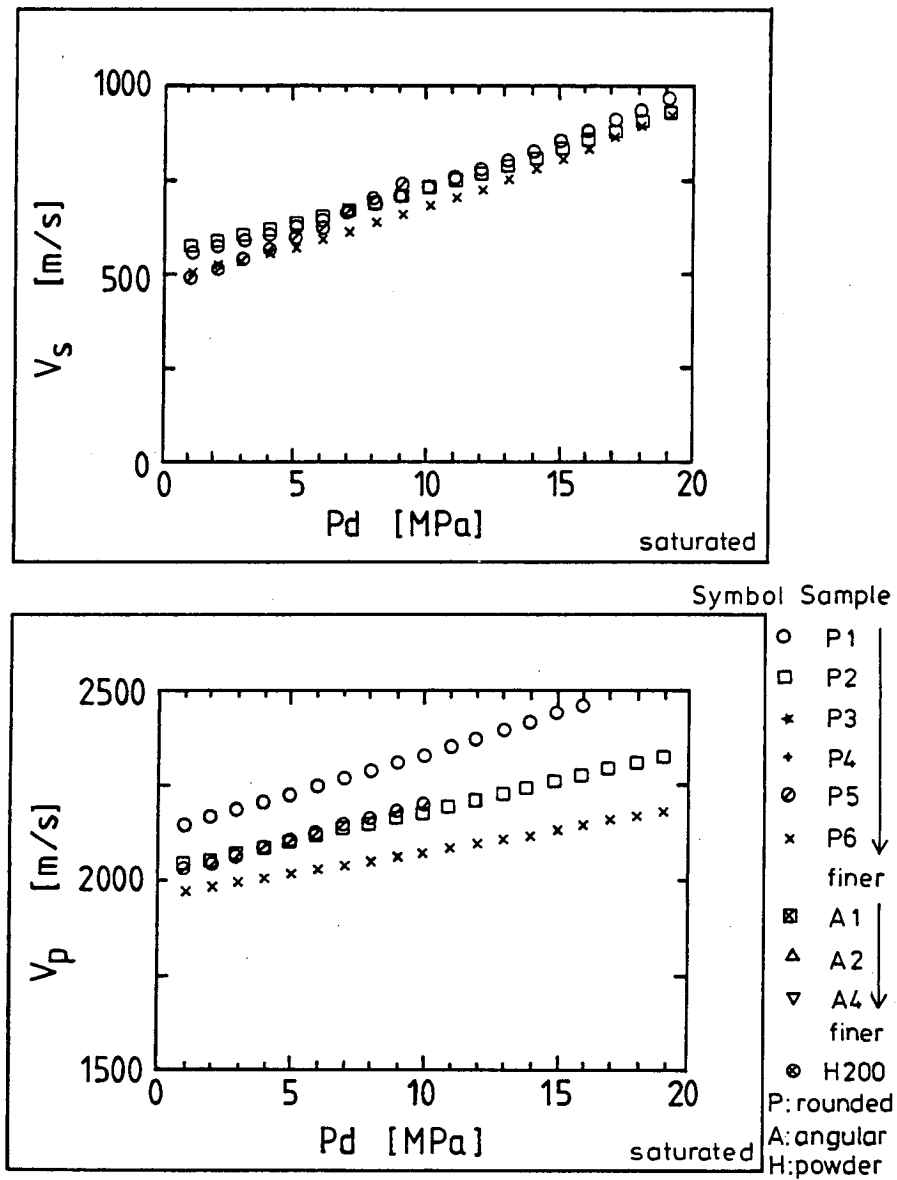 1000
500
0
Vs [m/s]
0 5 10 15 20
Pd [MPa]
saturated
Symbol Sample
P1
P2
P3
P4
P5
P6
finer
A1
A2
A4
finer
H200
P:rounded
A:angular
H:powder
2500
2000
1500
Vp [m/s]
0 5 10 15 20
Pd [MPa]
saturated